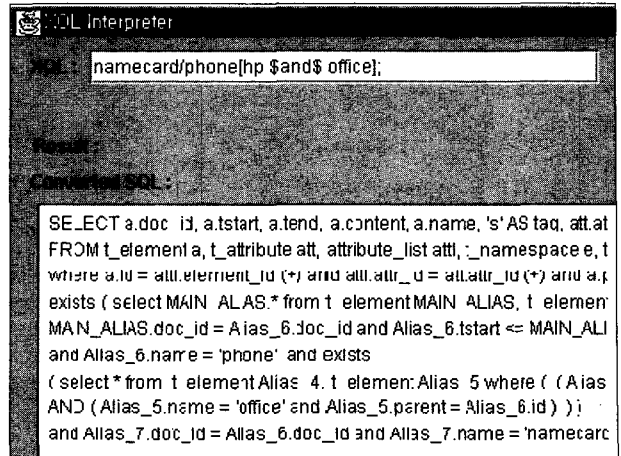 XQL Interpreter
XQL :
namecard/phone[hp $and$ office];
Result :
Converted SQL :
SELECT a.doc_id, a.tstart, a.tend, a.content, a.name, 's' AS tag, att.at
FROM t_element a, t_attribute att, attribute_list attl, t_namespace e, t
where a.id = attl.element_id (+) and attl.attr_id = att.attr_id (+) and a.p
exists ( select MAIN_ALIAS.* from t_element MAIN_ALIAS, t_element
MAIN_ALIAS.doc_id = Alias_6.doc_id and Alias_6.tstart <= MAIN_ALI
and Alias_6.name = 'phone' and exists
( select * from t_element Alias_4, t_element Alias_5 where ( ( Alias
AND ( Alias_5.name = 'office' and Alias_5.parent = Alias_6.id ) )
and Alias_7.doc_id = Alias_6.doc_id and Alias_7.name = 'namecard